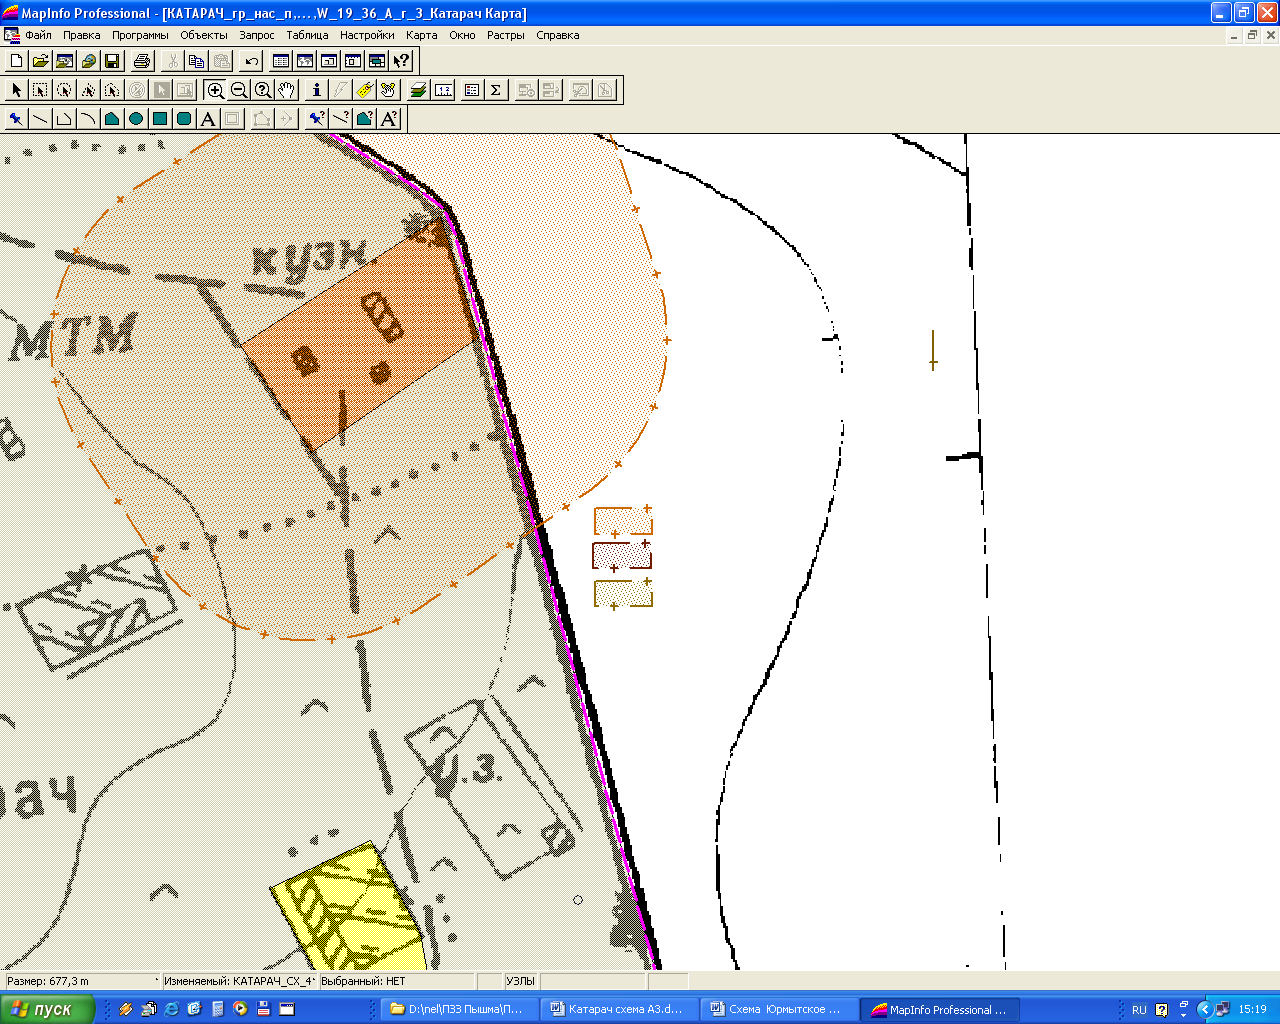 MapInfo Professional - [КАТАРАЧ_гр_нас_п,...,W_19_36_A_r_3_Катарач Карта]
Файл Правка Программы Объекты Запрос Таблица Настройки Карта Окно Растры Справка
кузн.
МТМ
ач
.з.
Размер: 677,3 m Изменяемый: КАТАРАЧ_СХ_4 Выбранный: НЕТ УЗЛЫ
пуск D:\nel\ПЗЗ Пышма\П... Катарач схема А3.d... Схема Юрмытское ... MapInfo Professional ... RU 15:19